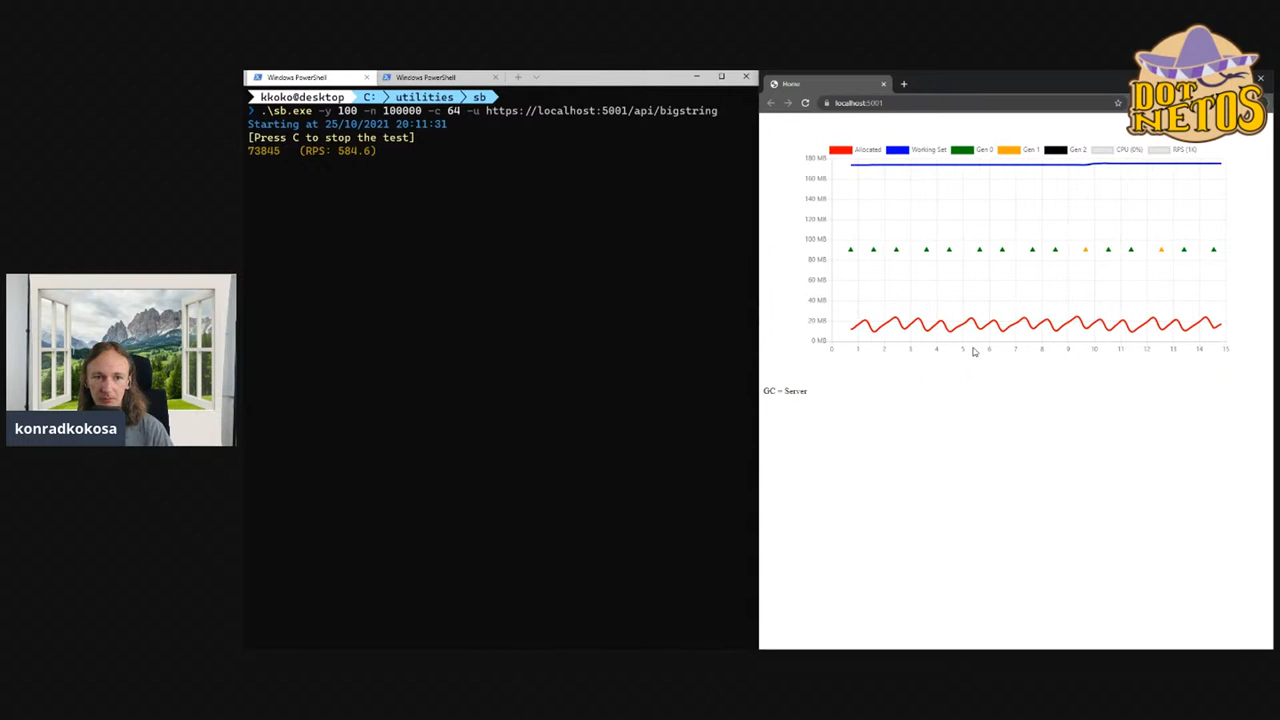 DOT
NETOS
Windows PowerShell
Windows PowerShell
kkoko@desktop C: utilities sb
> .\sb.exe -y 100 -n 100000 -c 64 -u https://localhost:5001/api/bigstring
Starting at 25/10/2021 20:11:31
[Press C to stop the test]
73845 (RPS: 584.6)
Home
localhost:5001
Allocated Working Set Gen 0 Gen 1 Gen 2 CPU (0%) RPS (1K)
180 MB
160 MB
140 MB
120 MB
100 MB
80 MB
60 MB
40 MB
20 MB
0 MB
0 1 2 3 4 5 6 7 8 9 10 11 12 13 14 15
GC = Server
konradkokosa